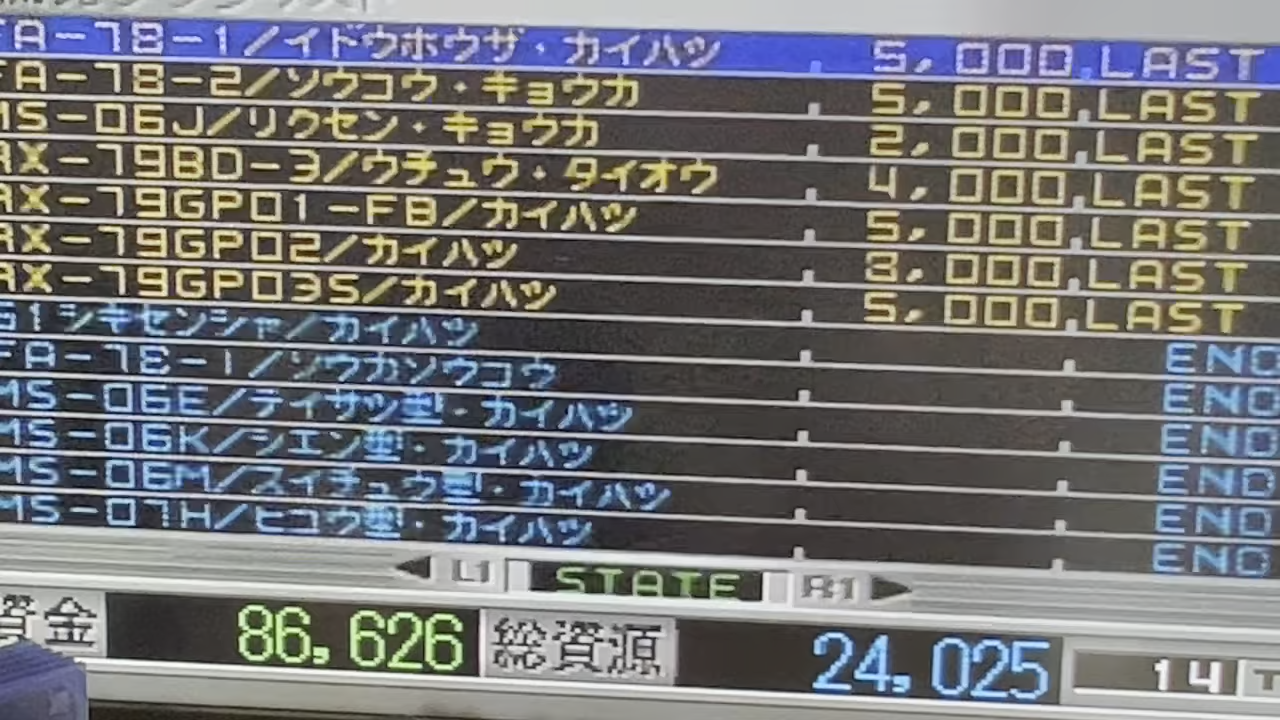 FA-78-1/イドウホウザ・カイハツ 5,000 LAST
FA-78-2/ソウコウ・キョウカ 5,000 LAST
MS-06J/リクセン・キョウカ 2,000 LAST
RX-79BD-3/ウチュウ・タイオウ 4,000 LAST
RX-79GP01-FB/カイハツ 5,000 LAST
RX-79GP02/カイハツ 3,000 LAST
RX-79GP03S/カイハツ 5,000 LAST
61シキセンシャ/カイハツ END
FA-78-1/ソウカソウコウ END
MS-06E/テイサツ型・カイハツ END
MS-06K/シエン型・カイハツ END
MS-06M/スイチュウ型・カイハツ END
MS-07H/ヒコウ型・カイハツ END
L1 STATE R1
資金 86,626 総資源 24,025 14